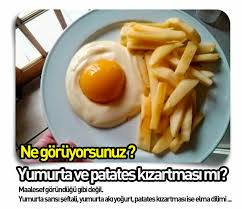 Ne görüyorsunuz ?
Yumurta ve patates kızartması mı?
Maalesef göründüğü gibi değil.
Yumurta sarısı şeftali, yumurta akı yoğurt, patates kızartması ise elma dilimi ...